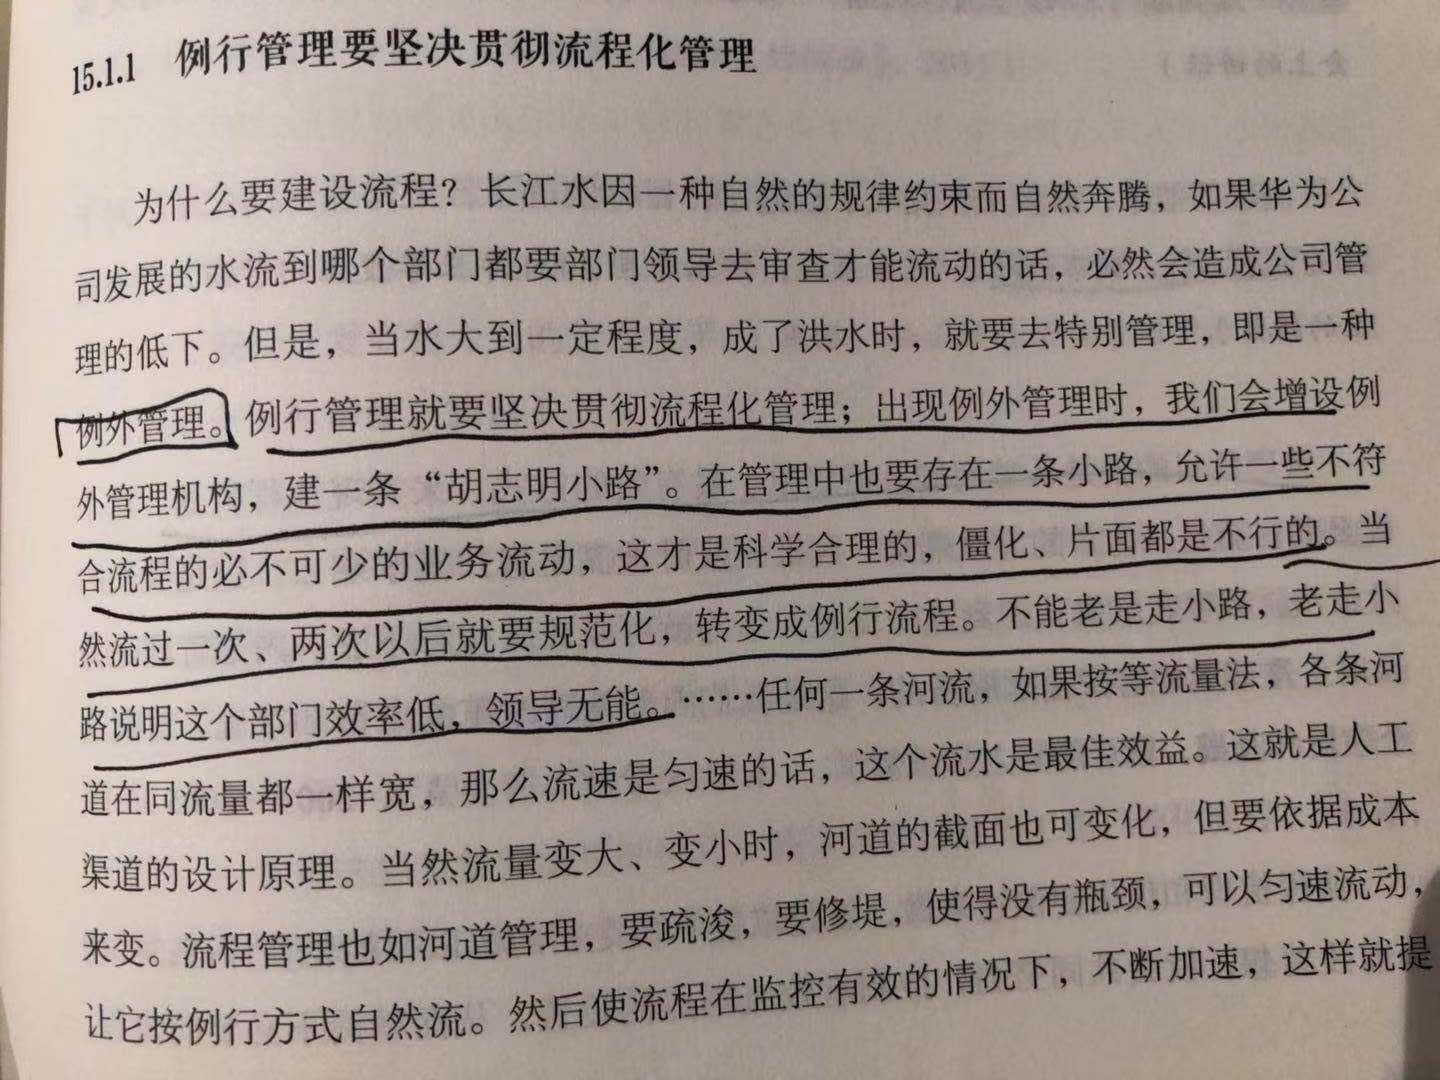 15.1.1 例行管理要坚决贯彻流程化管理
为什么要建设流程？长江水因一种自然的规律约束而自然奔腾，如果华为公
司发展的水流到哪个部门都要部门领导去审查才能流动的话，必然会造成公司管
理的低下。但是，当水大到一定程度，成了洪水时，就要去特别管理，即是一种
例外管理。例行管理就要坚决贯彻流程化管理；出现例外管理时，我们会增设例
外管理机构，建一条“胡志明小路”。在管理中也要存在一条小路，允许一些不符
合流程的必不可少的业务流动，这才是科学合理的，僵化、片面都是不行的。当
然流过一次、两次以后就要规范化，转变成例行流程。不能老是走小路，老走小
路说明这个部门效率低，领导无能。……任何一条河流，如果按等流量法，各条河
道在同流量都一样宽，那么流速是匀速的话，这个流水是最佳效益。这就是人工
渠道的设计原理。当然流量变大、变小时，河道的截面也可变化，但要依据成本
来变。流程管理也如河道管理，要疏浚，要修堤，使得没有瓶颈，可以匀速流动，
让它按例行方式自然流。然后使流程在监控有效的情况下，不断加速，这样就提